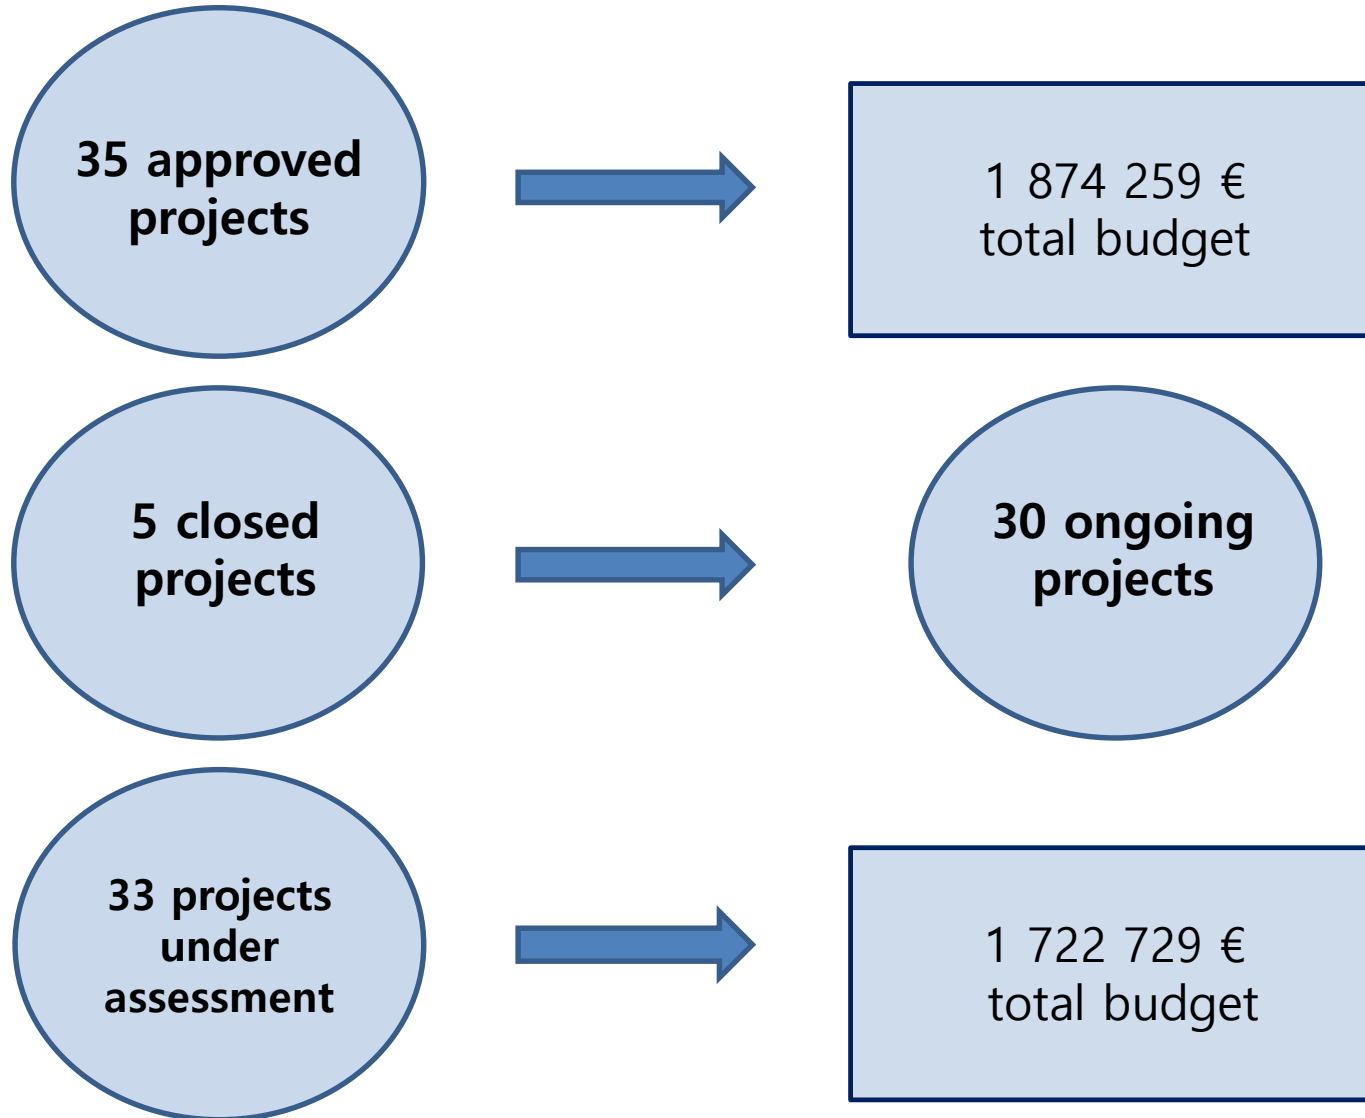 35 approved
projects
1 874 259 €
total budget
5 closed
projects
30 ongoing
projects
33 projects
under
assessment
1 722 729 €
total budget